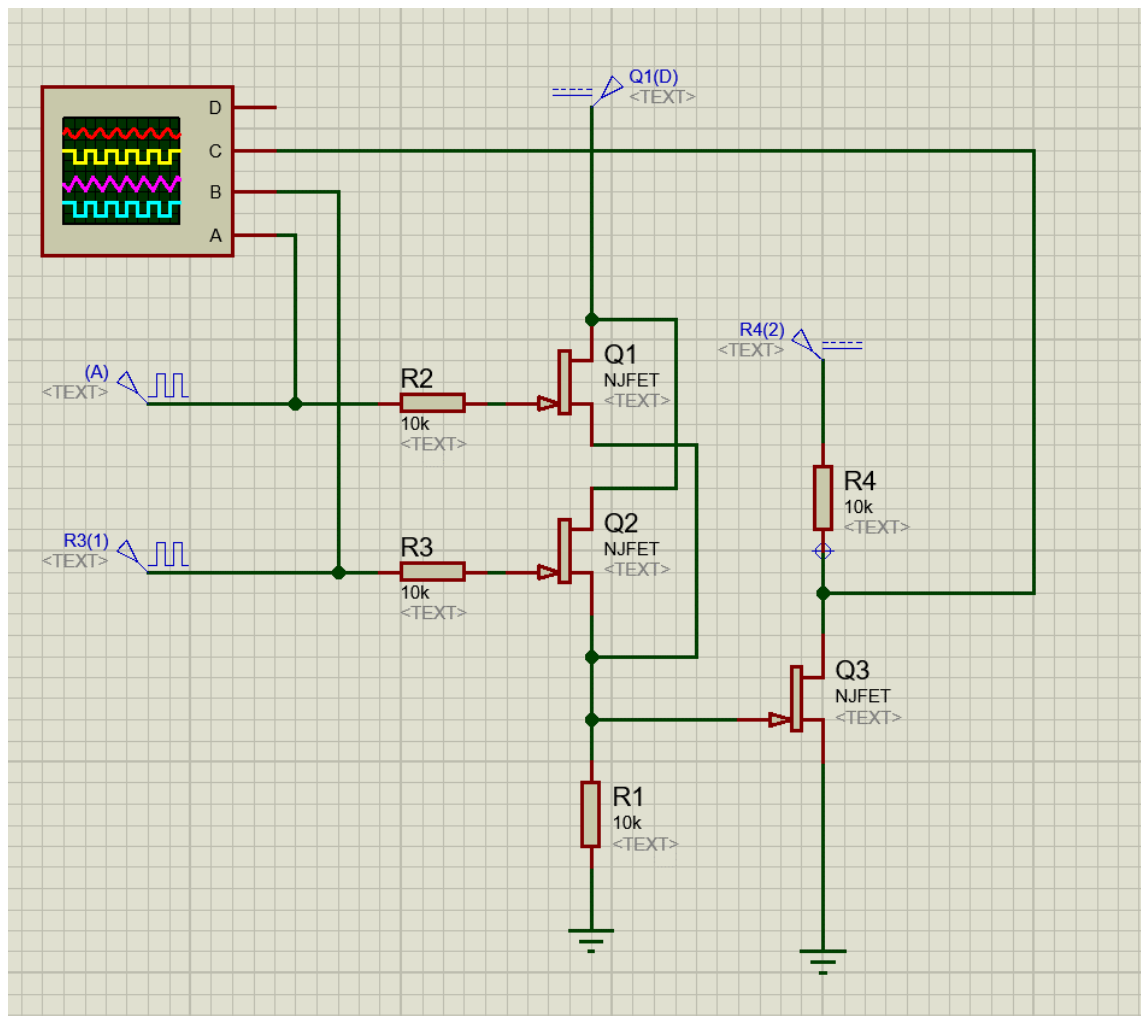 Q1(D)
<TEXT>
D
C
B
A
R4(2)
<TEXT>
(A)
<TEXT>
R2
10k
<TEXT>
Q1
NJFET
<TEXT>
R4
10k
<TEXT>
R3(1)
<TEXT>
R3
10k
<TEXT>
Q2
NJFET
<TEXT>
Q3
NJFET
<TEXT>
R1
10k
<TEXT>